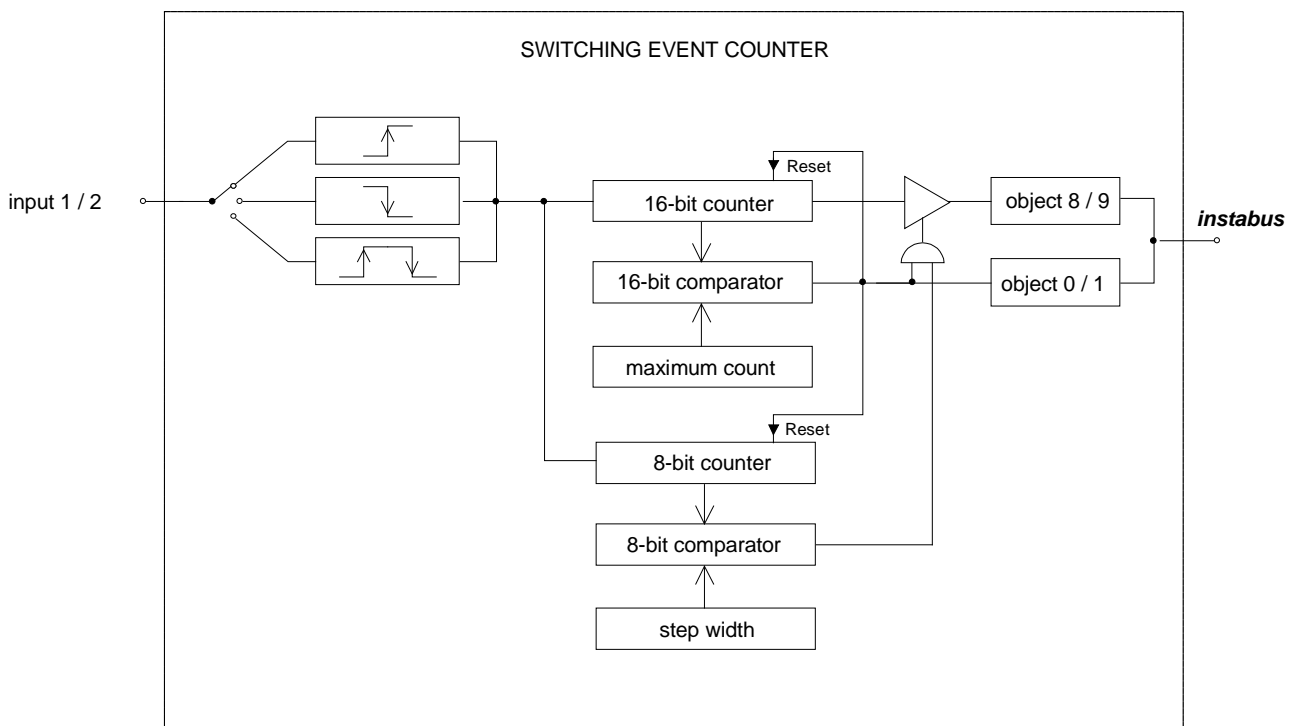 SWITCHING EVENT COUNTER
input 1 / 2
Reset
16-bit counter
object 8 / 9
instabus
16-bit comparator
object 0 / 1
maximum count
Reset
8-bit counter
8-bit comparator
step width